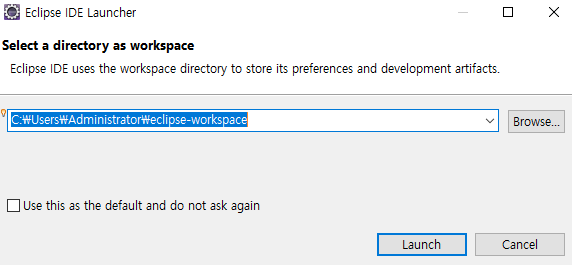 Eclipse IDE Launcher
Select a directory as workspace
Eclipse IDE uses the workspace directory to store its preferences and development artifacts.
C:₩Users₩Administrator₩eclipse-workspace
Browse...
Use this as the default and do not ask again
Launch
Cancel